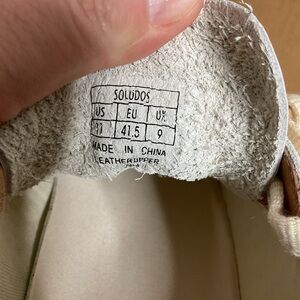 SOLUDOS
US EU UK
41.5 9
MADE IN CHINA
LEATHER UPPER